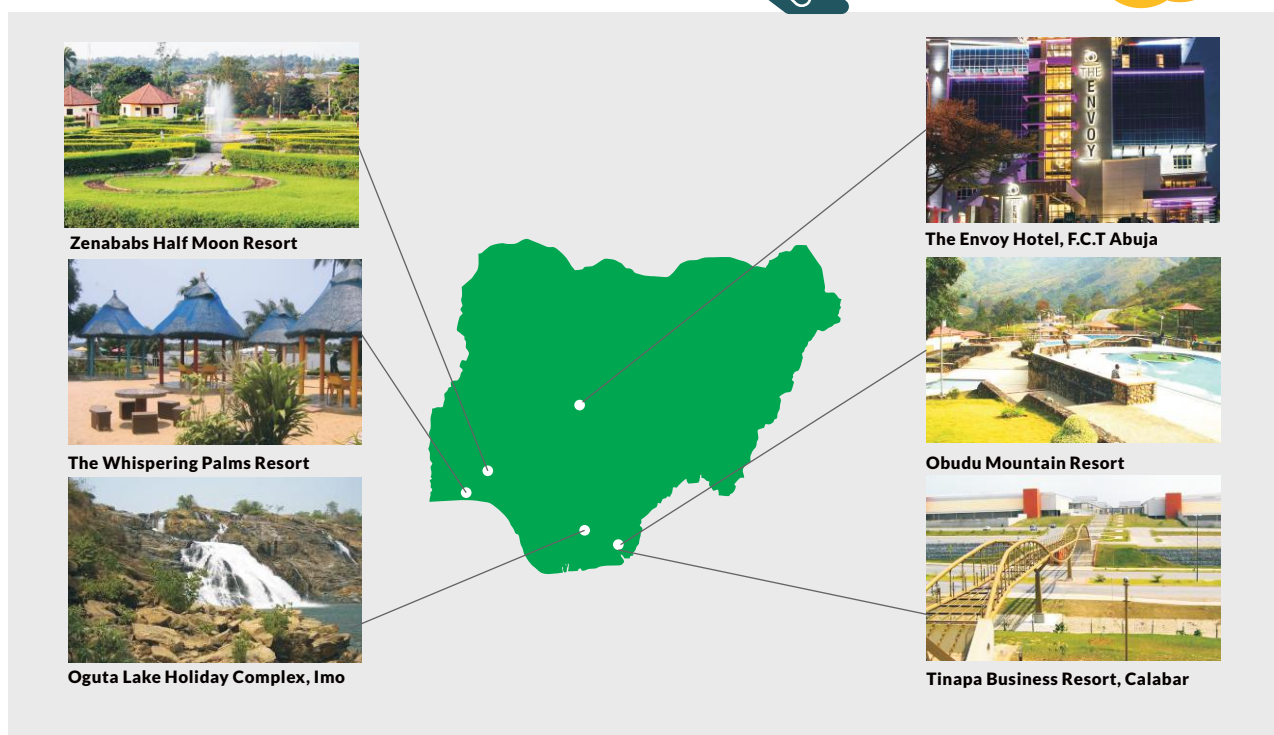 THE
ENVOY
Zenababs Half Moon Resort
The Envoy Hotel, F.C.T Abuja
The Whispering Palms Resort
Obudu Mountain Resort
Oguta Lake Holiday Complex, Imo
Tinapa Business Resort, Calabar